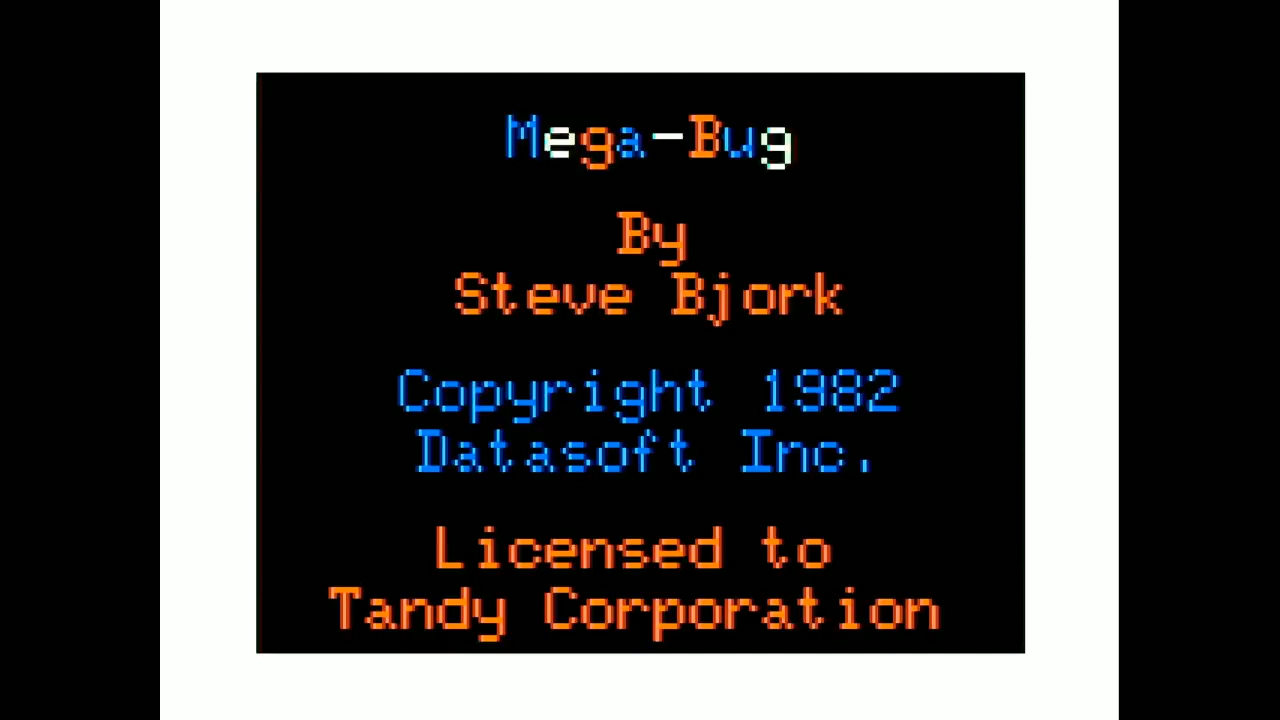 Mega-Bug
By
Steve Bjork
Copyright 1982
Datasoft Inc.
Licensed to
Tandy Corporation